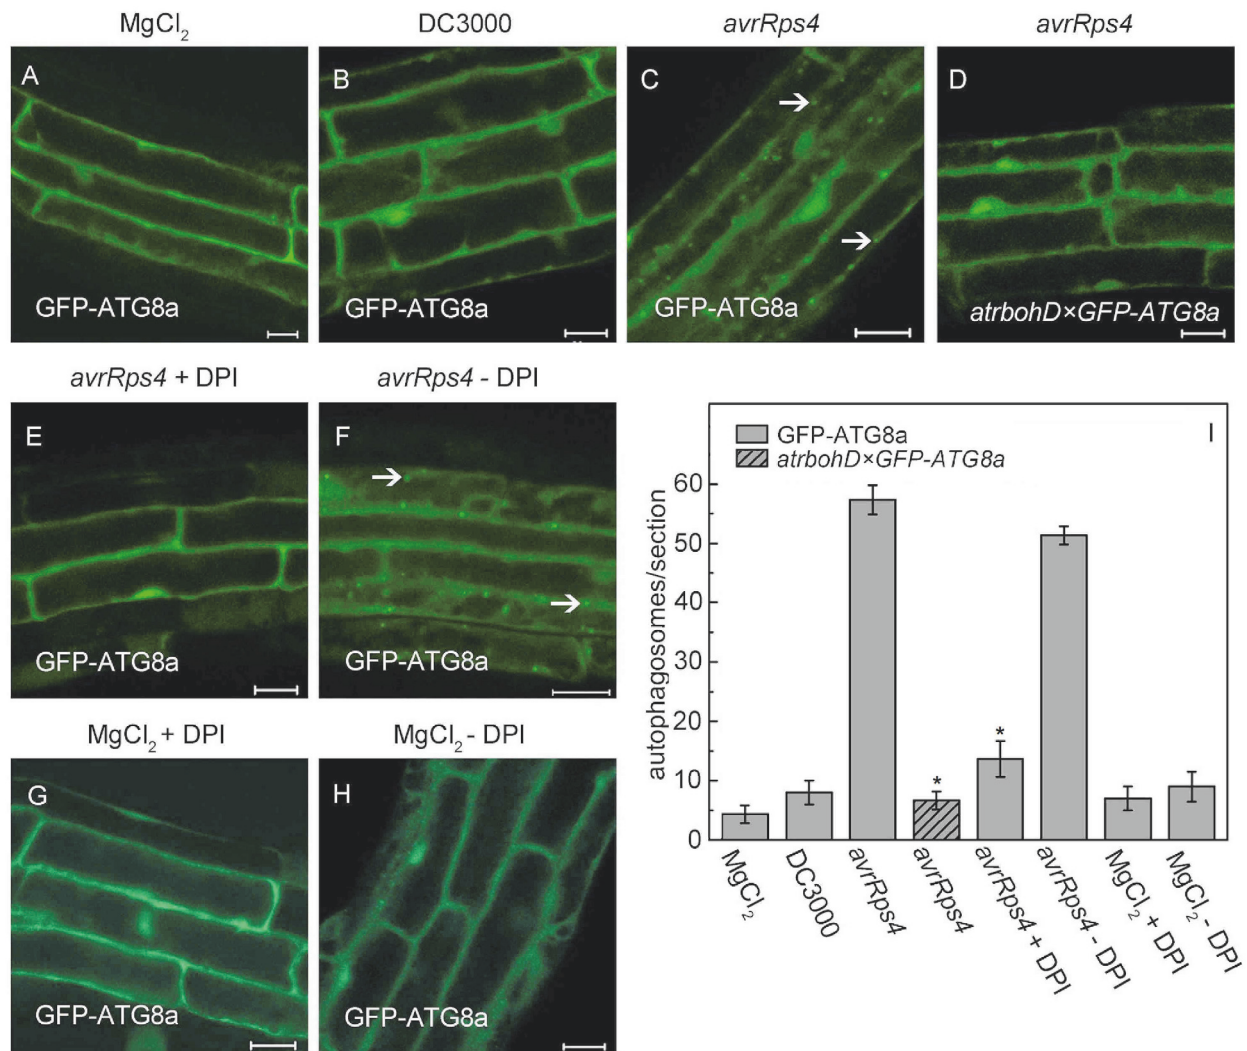 MgCl₂
DC3000
avrRps4
avrRps4
A
B
C
D
GFP-ATG8a
GFP-ATG8a
GFP-ATG8a
atrbohD×GFP-ATG8a
avrRps4 + DPI
avrRps4 - DPI
E
F
GFP-ATG8a
GFP-ATG8a
MgCl₂ + DPI
MgCl₂ - DPI
G
H
GFP-ATG8a
GFP-ATG8a
I
GFP-ATG8a
atrbohD×GFP-ATG8a
autophagosomes/section
60
50
60
30
20
10
0
MgCl₂
DC3000
avrRps4
avrRps4
avrRps4 + DPI
avrRps4 - DPI
MgCl₂ + DPI
MgCl₂ - DPI
*
*